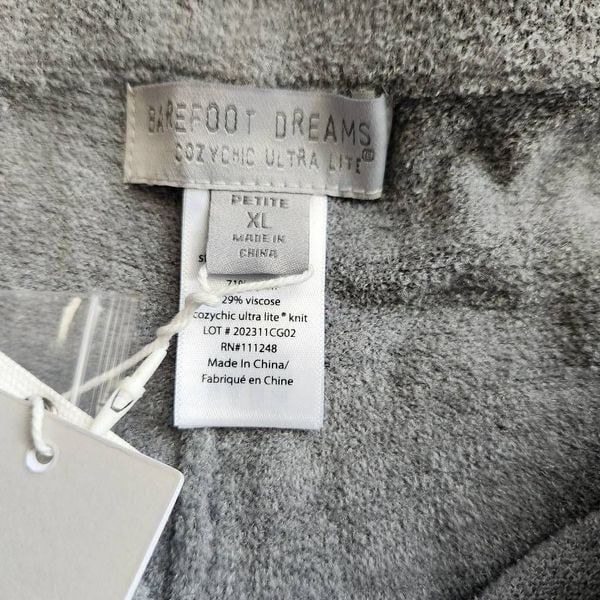 BAREFOOT DREAMS
COZYCHIC ULTRA LITE®
PETITE
XL
MADE IN
CHINA
29% viscose
cozychic ultra lite® knit
LOT # 202311CG02
RN#111248
Made In China/
Fabriqué en Chine